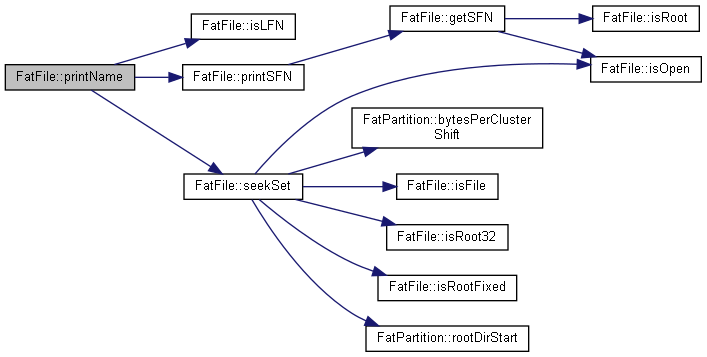 FatFile::printName
FatFile::isLFN
FatFile::printSFN
FatFile::getSFN
FatFile::isRoot
FatFile::isOpen
FatFile::seekSet
FatPartition::bytesPerCluster
Shift
FatFile::isFile
FatFile::isRoot32
FatFile::isRootFixed
FatPartition::rootDirStart